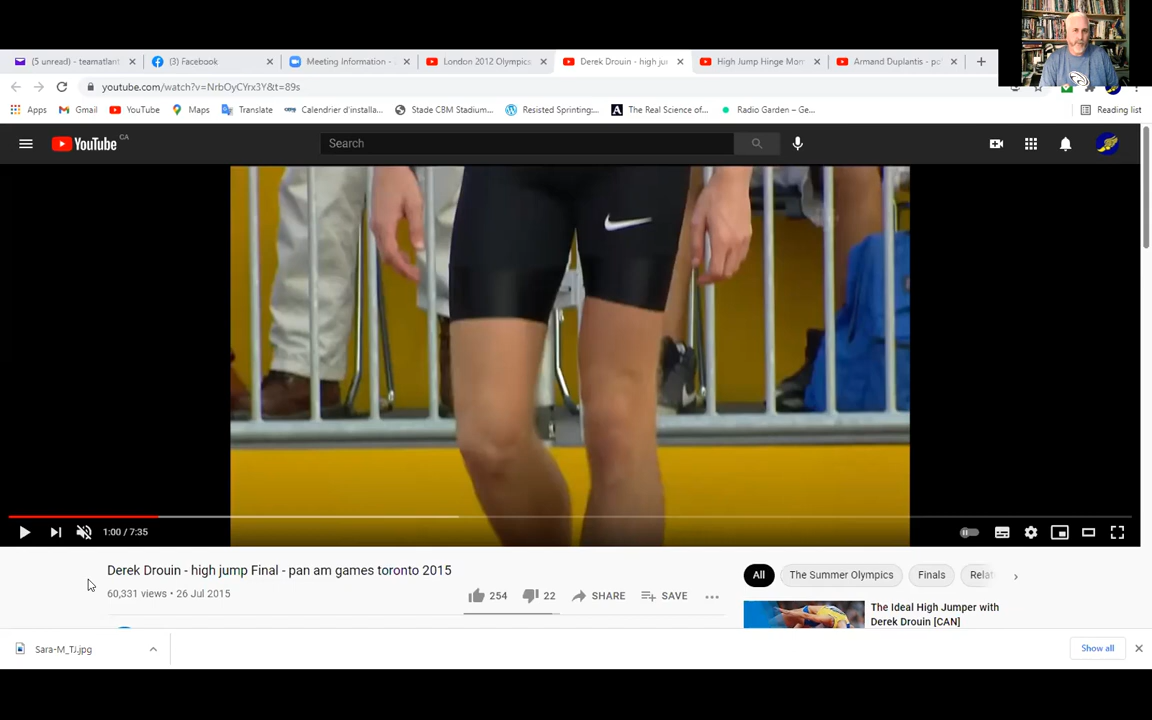 (5 unread) - teamatlant
(3) Facebook
Meeting Information -
London 2012 Olympics
Derek Drouin - high ju
High Jump Hinge Mom
Armand Duplantis - po
youtube.com/watch?v=NrbOyCYrx3Y&t=89s
Apps
Gmail
YouTube
Maps
Translate
Calendrier d'installa...
Stade CBM Stadium...
Resisted Sprinting:...
The Real Science of...
Radio Garden – Ge...
Reading list
YouTube CA
Search
1:00 / 7:35
Derek Drouin - high jump Final - pan am games toronto 2015
60,331 views • 26 Jul 2015
254
22
SHARE
SAVE
All
The Summer Olympics
Finals
Relat
The Ideal High Jumper with
Derek Drouin [CAN]
Sara-M_TJ.jpg
Show all